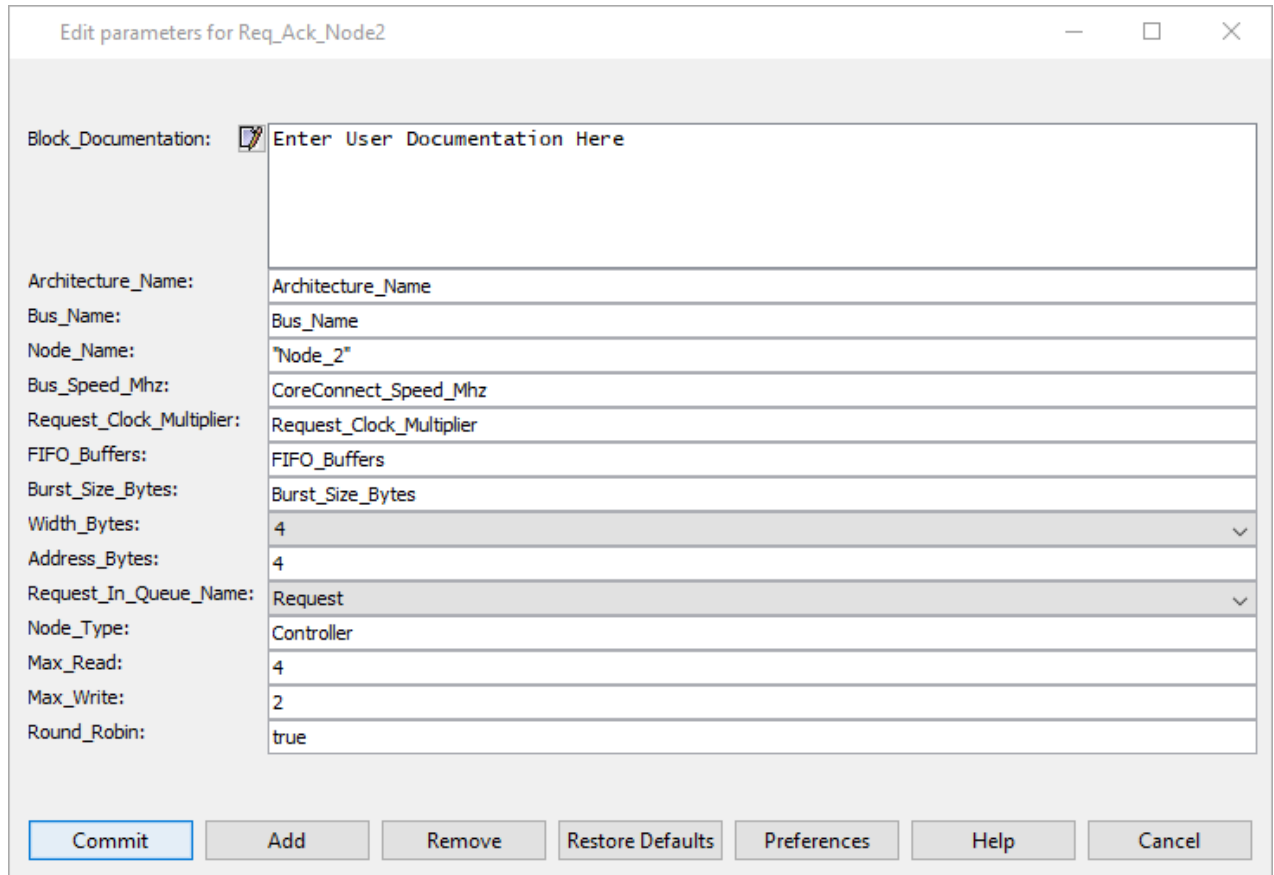 Edit parameters for Req_Ack_Node2
Block_Documentation: Enter User Documentation Here
Architecture_Name: Architecture_Name
Bus_Name: Bus_Name
Node_Name: "Node_2"
Bus_Speed_Mhz: CoreConnect_Speed_Mhz
Request_Clock_Multiplier: Request_Clock_Multiplier
FIFO_Buffers: FIFO_Buffers
Burst_Size_Bytes: Burst_Size_Bytes
Width_Bytes: 4
Address_Bytes: 4
Request_In_Queue_Name: Request
Node_Type: Controller
Max_Read: 4
Max_Write: 2
Round_Robin: true
Commit Add Remove Restore Defaults Preferences Help Cancel